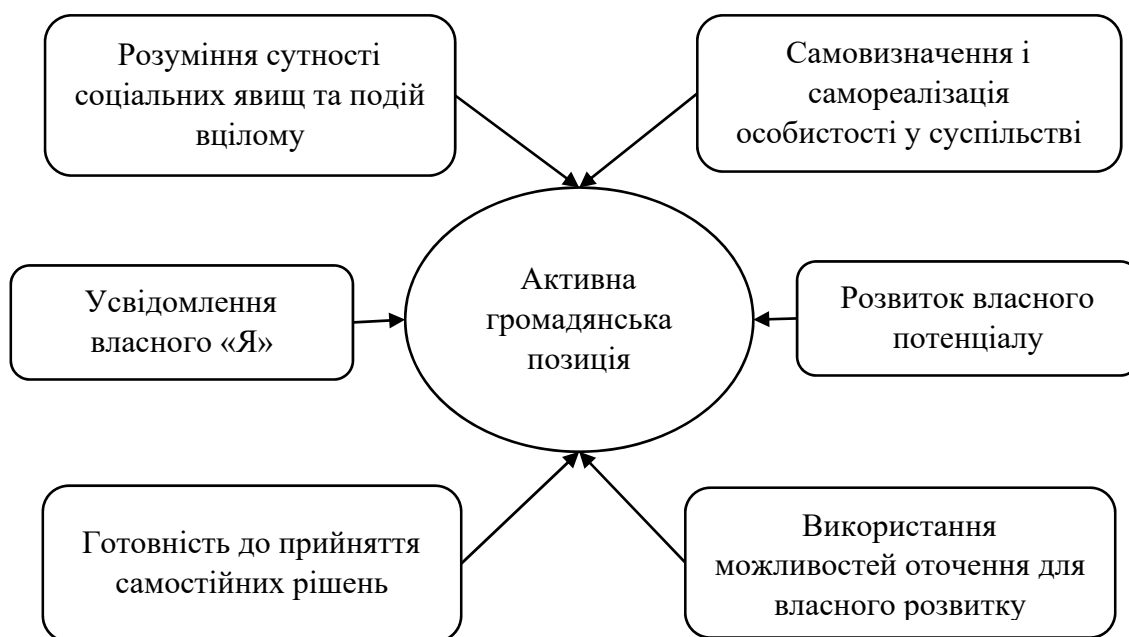 Розуміння сутності
соціальних явищ та подій
вцілому
Самовизначення і
самореалізація
особистості у суспільстві
Усвідомлення
власного «Я»
Активна
громадянська
позиція
Розвиток власного
потенціалу
Готовність до прийняття
самостійних рішень
Використання
можливостей оточення для
власного розвитку